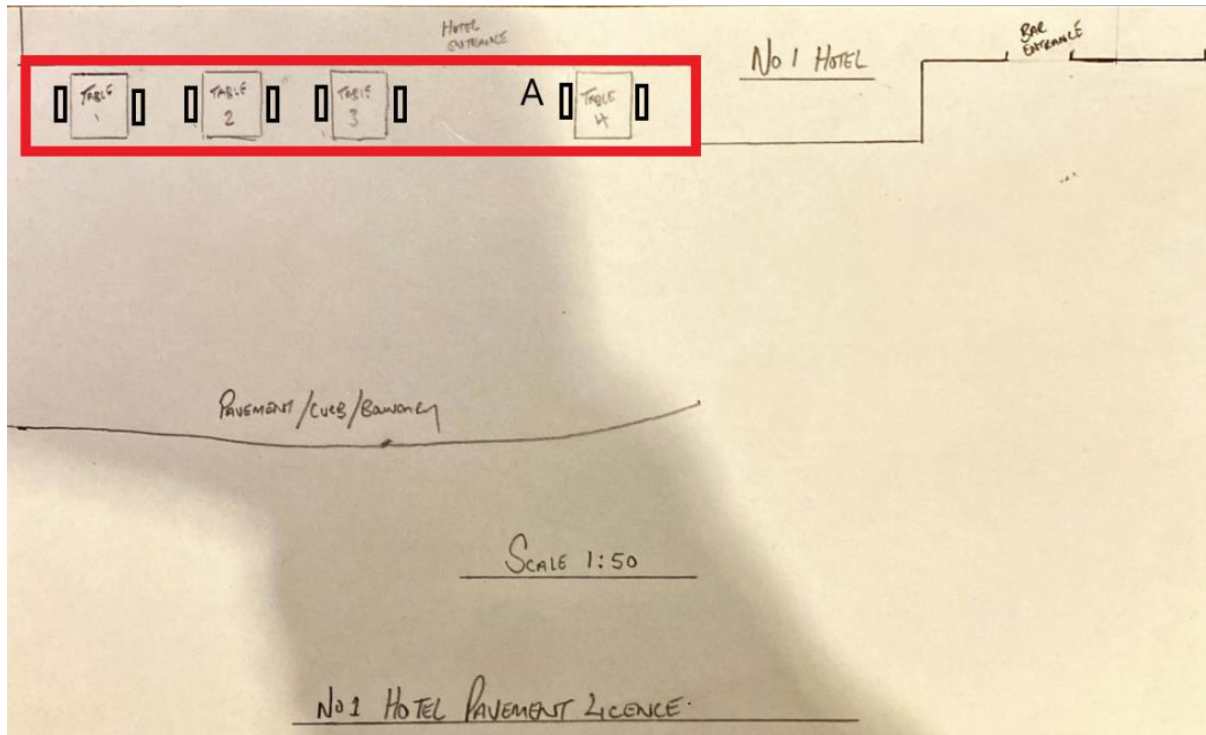 HOTEL
ENTRANCE
BAR
ENTRANCE
No 1 HOTEL
TABLE
1
TABLE
2
TABLE
3
A
TABLE
4
PAVEMENT/CURB/BOUNDARY
SCALE 1:50
No 1 HOTEL PAVEMENT LICENCE.